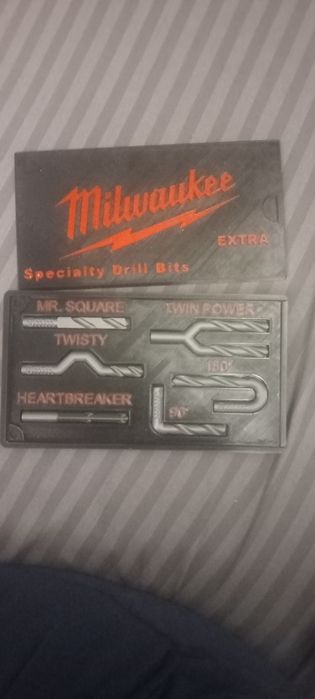 Milwaukee
EXTRA
Specialty Drill Bits
MR. SQUARE
TWIN POWER
TWISTY
180°
HEARTBREAKER
90°